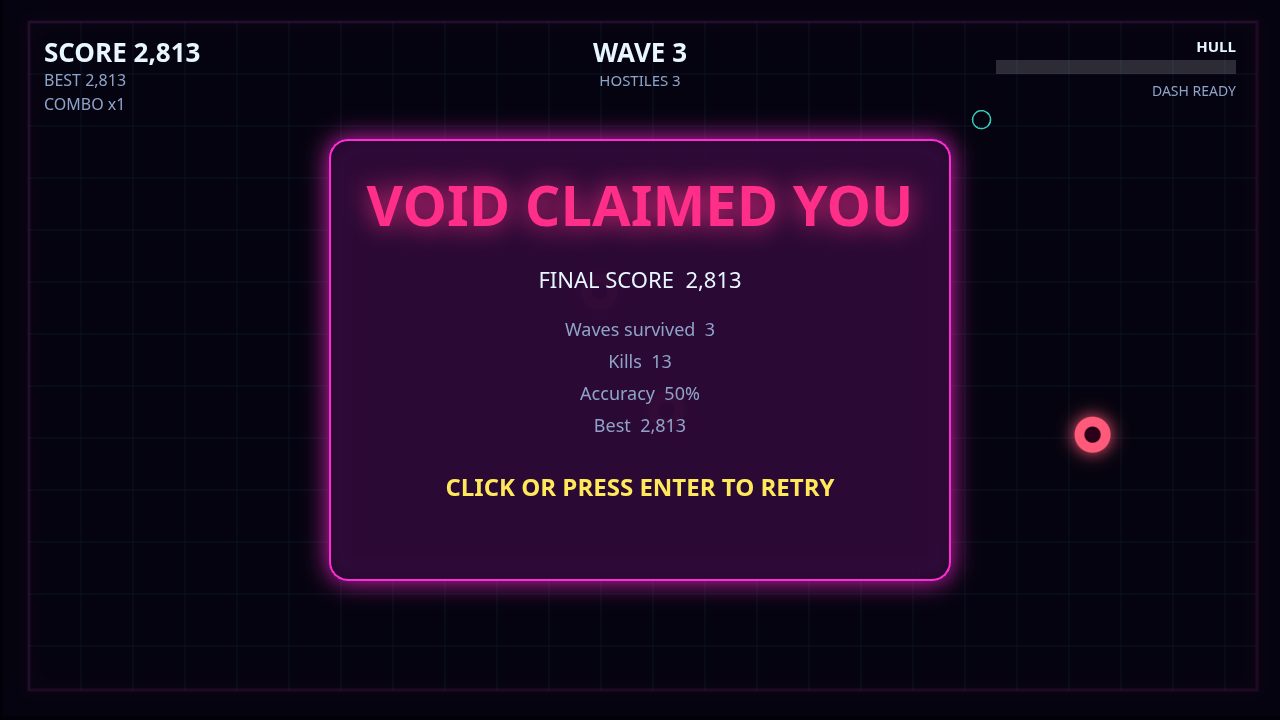 SCORE 2,813
BEST 2,813
COMBO x1
WAVE 3
HOSTILES 3
HULL
DASH READY
VOID CLAIMED YOU
FINAL SCORE 2,813
Waves survived 3
Kills 13
Accuracy 50%
Best 2,813
CLICK OR PRESS ENTER TO RETRY